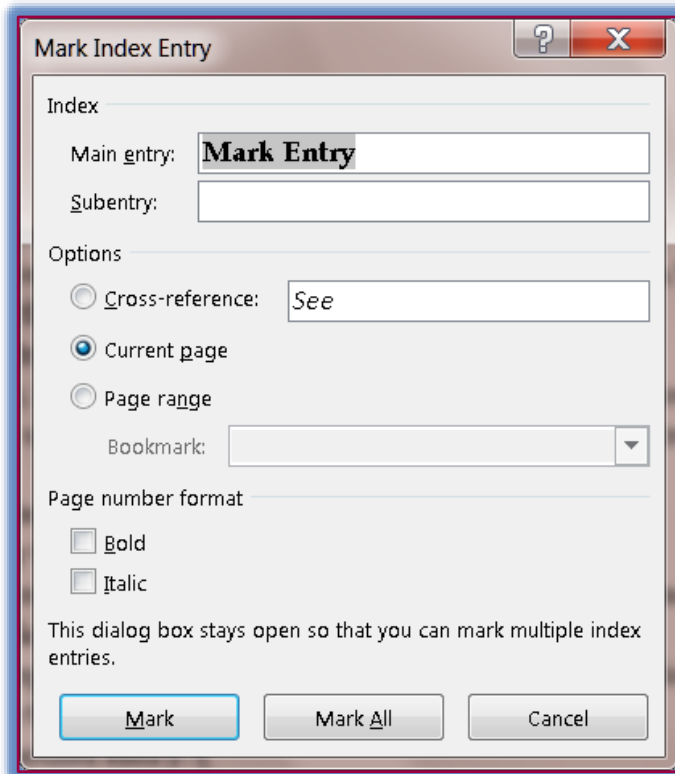 Mark Index Entry
?
X
Index
Main entry: Mark Entry
Subentry:
Options
Cross-reference: See
Current page
Page range
Bookmark:
Page number format
Bold
Italic
This dialog box stays open so that you can mark multiple index
entries.
Mark Mark All Cancel